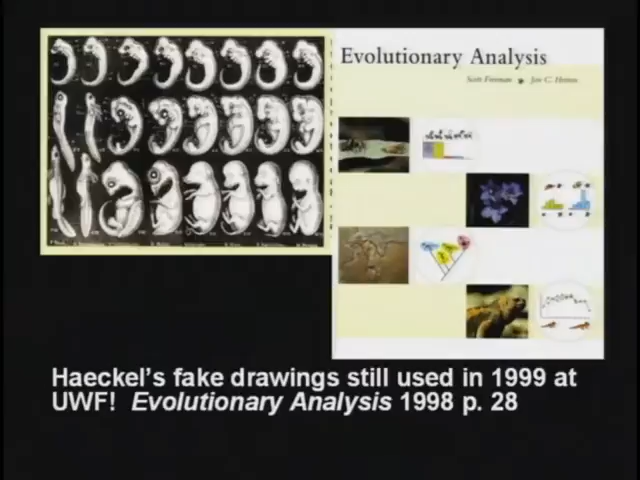 Evolutionary Analysis
Scott Freeman Jon C. Herron
Haeckel's fake drawings still used in 1999 at
UWF! Evolutionary Analysis 1998 p. 28